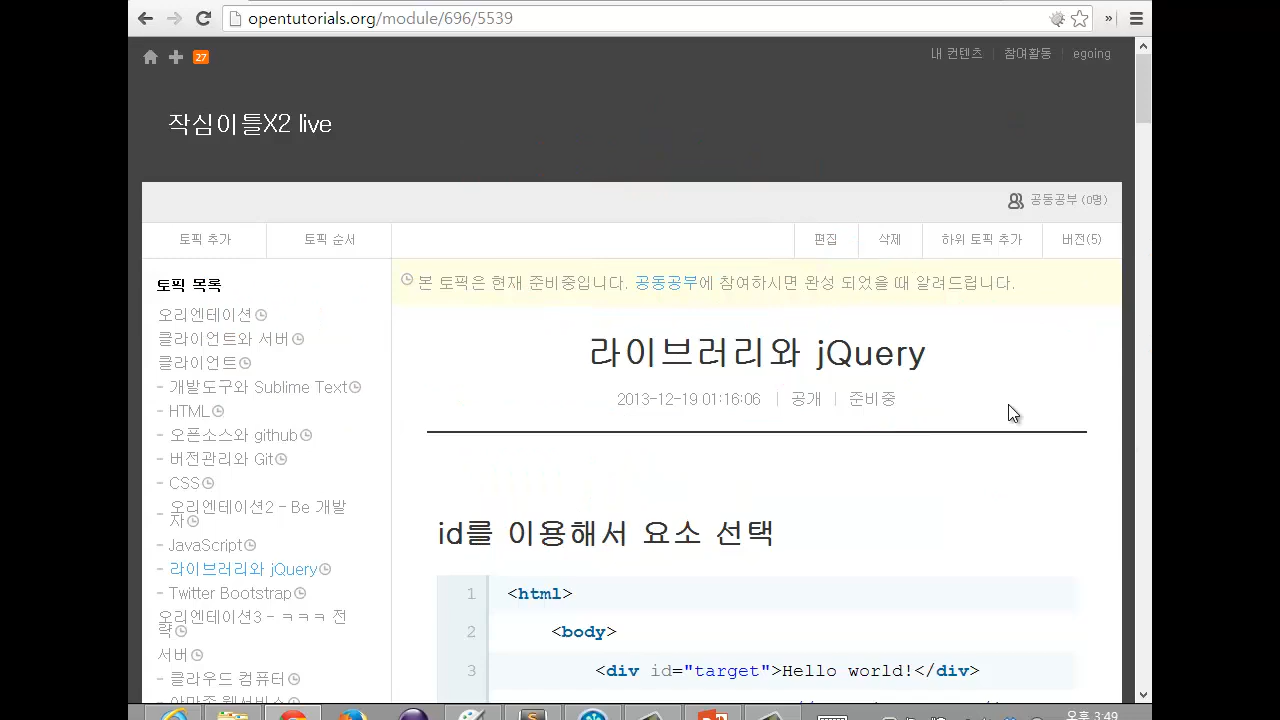 opentutorials.org/module/696/5539
»
27
내 컨텐츠 참여활동 egoing
작심이틀X2 live
공동공부 (0명)
토픽 추가 토픽 순서 편집 삭제 하위 토픽 추가 버전(5)
본 토픽은 현재 준비중입니다. 공동공부에 참여하시면 완성 되었을 때 알려드립니다.
토픽 목록
오리엔테이션
클라이언트와 서버
클라이언트
- 개발도구와 Sublime Text
- HTML
- 오픈소스와 github
- 버전관리와 Git
- CSS
- 오리엔테이션2 - Be 개발
자
- JavaScript
- 라이브러리와 jQuery
- Twitter Bootstrap
오리엔테이션3 - ㅋㅋㅋ 전
략
서버
- 클라우드 컴퓨터
- 아마존 웹서비스
라이브러리와 jQuery
2013-12-19 01:16:06 공개 준비중
id를 이용해서 요소 선택
1 <html>
2 <body>
3 <div id="target">Hello world!</div>
오후 3:49